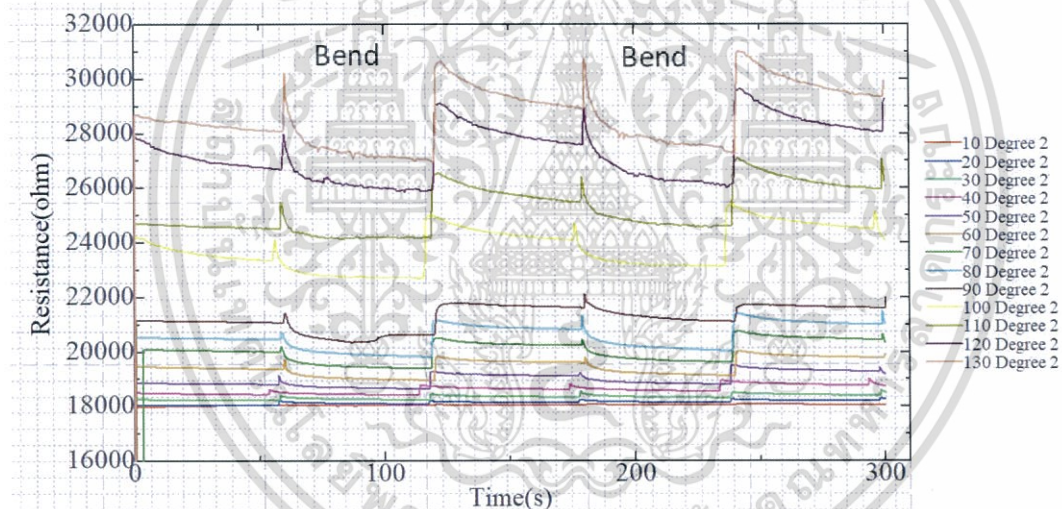 32000
30000
28000
26000
24000
22000
20000
18000
16000
Resistance(ohm)
Bend
Bend
0
100
200
300
Time(s)
10 Degree 2
20 Degree 2
30 Degree 2
40 Degree 2
50 Degree 2
60 Degree 2
70 Degree 2
80 Degree 2
90 Degree 2
100 Degree 2
110 Degree 2
120 Degree 2
130 Degree 2